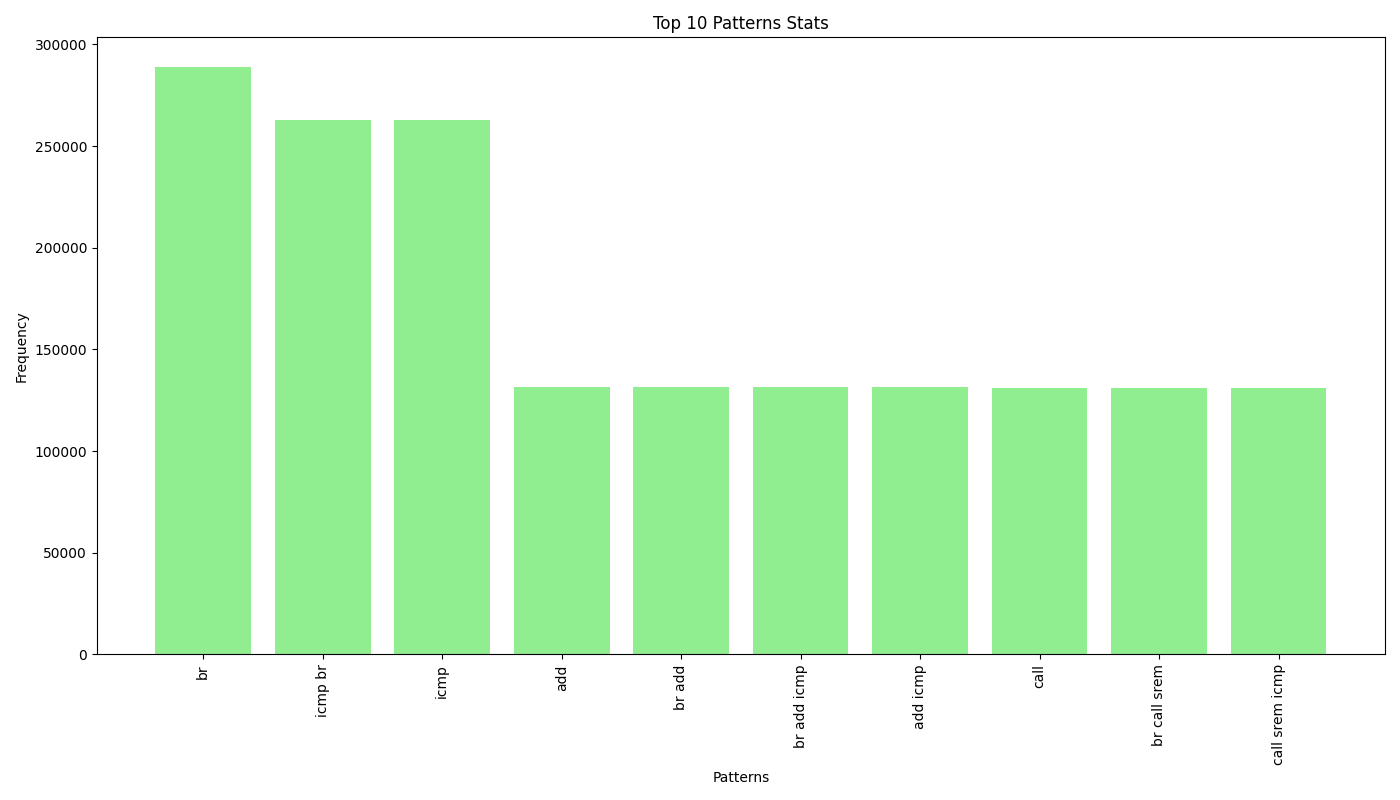 Top 10 Patterns Stats
300000
250000
200000
150000
100000
50000
0
Frequency
br
icmp br
icmp
add
br add
br add icmp
add icmp
call
br call srem
call srem icmp
Patterns